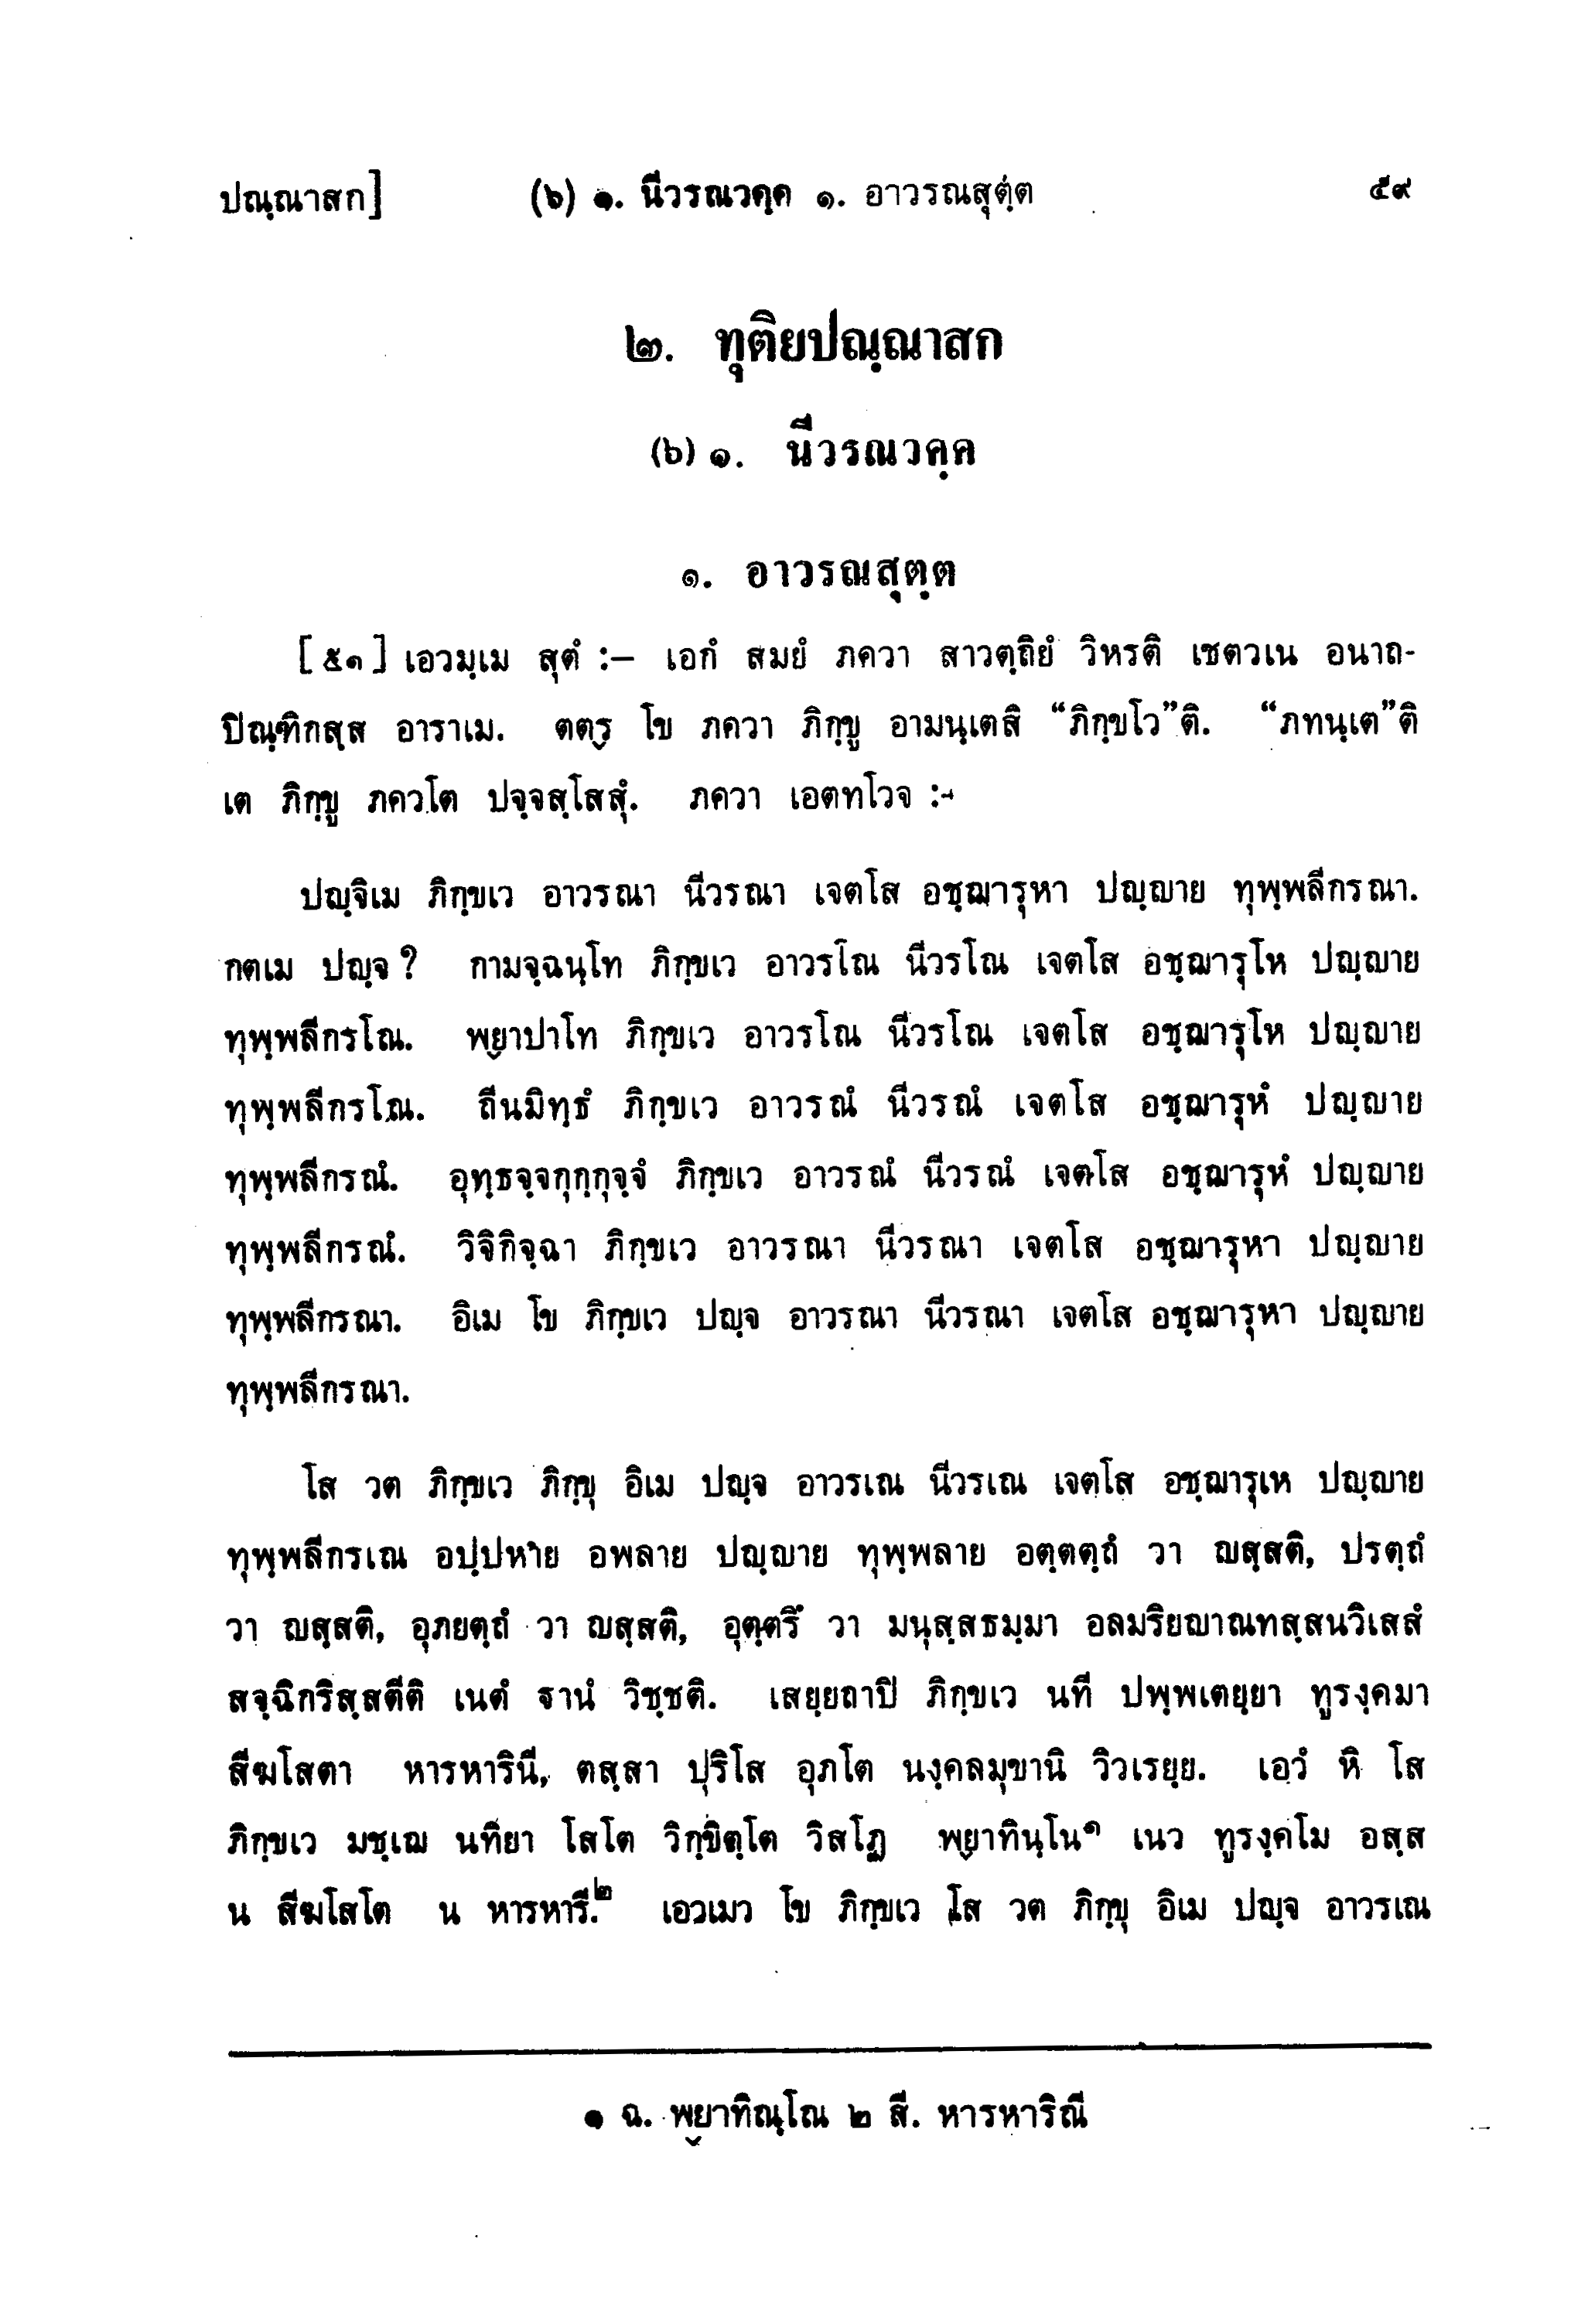 ปณฺณาสก] (๖) ๑. นีวรณวคฺค ๑. อาวรณสุตฺต ๕๙
๒. ทุติยปณฺณาสก
(๖) ๑. นีวรณวคฺค
๑. อาวรณสุตฺต
[๕๑] เอวมฺเม สุตํ :— เอกํ สมยํ ภควา สาวตฺถิยํ วิหรติ เชตวเน อนาถ-
ปิณฺฑิกสฺส อาราเม. ตตฺร โข ภควา ภิกฺขู อามนฺเตสิ “ภิกฺขโว”ติ. “ภทนฺเต”ติ
เต ภิกฺขู ภควโต ปจฺจสฺโสสุํ. ภควา เอตทโวจ :-
ปญฺจิเม ภิกฺขเว อาวรณา นีวรณา เจตโส อชฺฌารุหา ปญฺญาย ทุพฺพลีกรณา.
กตเม ปญฺจ ? กามจฺฉนฺโท ภิกฺขเว อาวรโณ นีวรโณ เจตโส อชฺฌารุโห ปญฺญาย
ทุพฺพลีกรโณ. พฺยาปาโท ภิกฺขเว อาวรโณ นีวรโณ เจตโส อชฺฌารุโห ปญฺญาย
ทุพฺพลีกรโณ. ถีนมิทฺธํ ภิกฺขเว อาวรณํ นีวรณํ เจตโส อชฺฌารุหํ ปญฺญาย
ทุพฺพลีกรณํ. อุทฺธจฺจกุกฺกุจฺจํ ภิกฺขเว อาวรณํ นีวรณํ เจตโส อชฺฌารุหํ ปญฺญาย
ทุพฺพลีกรณํ. วิจิกิจฺฉา ภิกฺขเว อาวรณา นีวรณา เจตโส อชฺฌารุหา ปญฺญาย
ทุพฺพลีกรณา. อิเม โข ภิกฺขเว ปญฺจ อาวรณา นีวรณา เจตโส อชฺฌารุหา ปญฺญาย
ทุพฺพลีกรณา.
โส วต ภิกฺขเว ภิกฺขุ อิเม ปญฺจ อาวรเณ นีวรเณ เจตโส อชฺฌารุเห ปญฺญาย
ทุพฺพลีกรเณ อปฺปหาย อพลาย ปญฺญาย ทุพฺพลาย อตฺตตฺถํ วา ญสฺสติ, ปรตฺถํ
วา ญสฺสติ, อุภยตฺถํ วา ญสฺสติ, อุตฺตรึ วา มนุสฺสธมฺมา อลมริยญาณทสฺสนวิเสสํ
สจฺฉิกริสฺสตีติ เนตํ ฐานํ วิชฺชติ. เสยฺยถาปิ ภิกฺขเว นที ปพฺพเตยฺยา ทูรงฺคมา
สีฆโสตา หารหารินี, ตสฺสา ปุริโส อุภโต นงฺคลมุขานิ วิวเรยฺย. เอวํ หิ โส
ภิกฺขเว มชฺเฌ นทิยา โสโต วิกฺขิตฺโต วิสโฏ พฺยาทินฺโน๑ เนว ทูรงฺคโม อสฺส
น สีฆโสโต น หารหารี.๒ เอวเมว โข ภิกฺขเว โส วต ภิกฺขุ อิเม ปญฺจ อาวรเณ
๑ ฉ. พฺยาทิณฺโณ ๒ สี. หารหาริณี